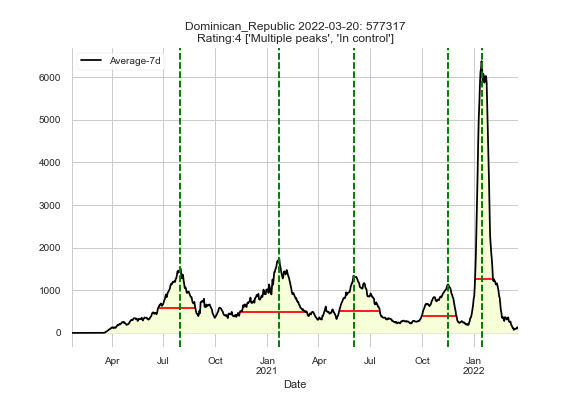 Dominican_Republic 2022-03-20: 577317
Rating:4 ['Multiple peaks', 'In control']
Average-7d
6000
5000
4000
3000
2000
1000
0
Apr Jul Oct Jan Apr Jul Oct Jan
2021 2022
Date